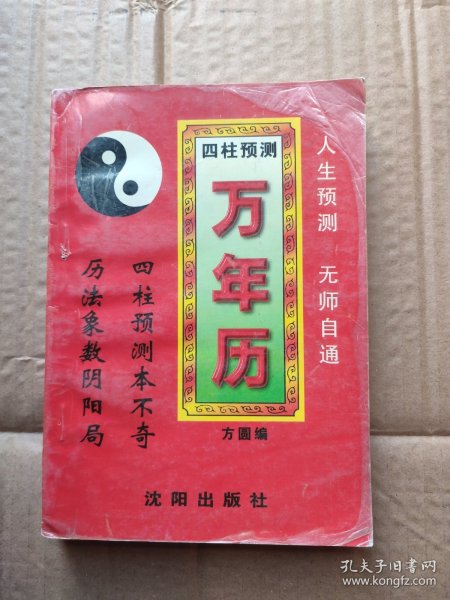 人生预测 无师自通
四柱预测
万年历
四柱预测本不奇
历法象数阴阳局
方圆编
沈阳出版社
孔夫子旧书网
www.kongfz.com